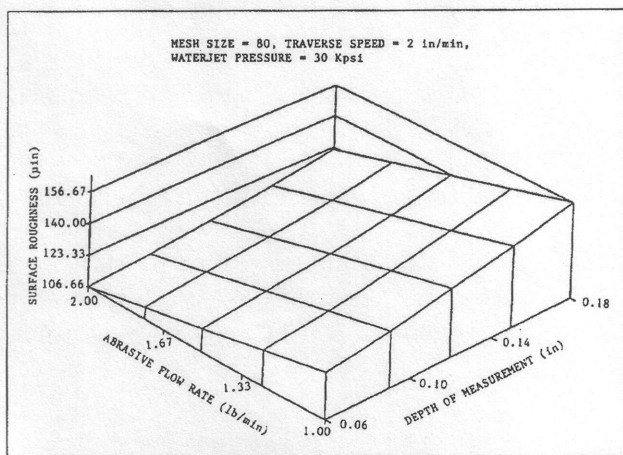 MESH SIZE = 80, TRAVERSE SPEED = 2 in/min,
WATERJET PRESSURE = 30 Kpsi
SURFACE ROUGHNESS (µin)
156.67
140.00
123.33
106.66
2.00
1.67
1.33
1.00
ABRASIVE FLOW RATE (lb/min)
0.06
0.10
0.14
0.18
DEPTH OF MEASUREMENT (in)